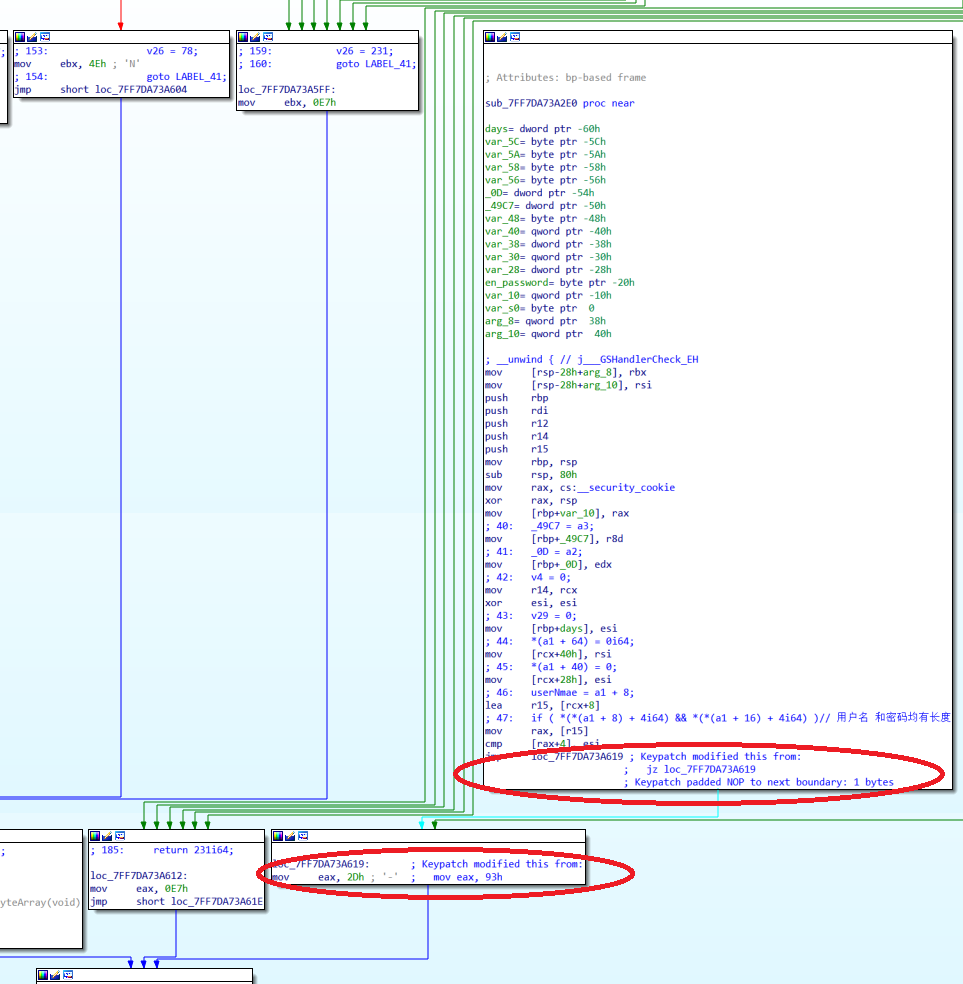 ;
; 153: v26 = 78;
mov ebx, 4Eh ; 'N'
; 154: goto LABEL_41;
jmp short loc_7FF7DA73A604
; 159: v26 = 231;
; 160: goto LABEL_41;
loc_7FF7DA73A5FF:
mov ebx, 0E7h
; Attributes: bp-based frame
sub_7FF7DA73A2E0 proc near
days= dword ptr -60h
var_5C= byte ptr -5Ch
var_5A= byte ptr -5Ah
var_58= byte ptr -58h
var_56= byte ptr -56h
_0D= dword ptr -54h
_49C7= dword ptr -50h
var_48= byte ptr -48h
var_40= qword ptr -40h
var_38= dword ptr -38h
var_30= qword ptr -30h
var_28= dword ptr -28h
en_password= byte ptr -20h
var_10= qword ptr -10h
var_s0= byte ptr 0
arg_8= qword ptr 38h
arg_10= qword ptr 40h
; __unwind { // j___GSHandlerCheck_EH
mov [rsp-28h+arg_8], rbx
mov [rsp-28h+arg_10], rsi
push rbp
push rdi
push r12
push r14
push r15
mov rbp, rsp
sub rsp, 80h
mov rax, cs:__security_cookie
xor rax, rsp
mov [rbp+var_10], rax
; 40: _49C7 = a3;
mov [rbp+_49C7], r8d
; 41: _0D = a2;
mov [rbp+_0D], edx
; 42: v4 = 0;
mov r14, rcx
xor esi, esi
; 43: v29 = 0;
mov [rbp+days], esi
; 44: *(a1 + 64) = 0i64;
mov [rcx+40h], rsi
; 45: *(a1 + 40) = 0;
mov [rcx+28h], esi
; 46: userNmae = a1 + 8;
lea r15, [rcx+8]
; 47: if ( *(*(a1 + 8) + 4i64) && *(*(a1 + 16) + 4i64) )// 用户名 和密码均有长度
mov rax, [r15]
cmp [rax+4], esi
loc_7FF7DA73A619 ; Keypatch modified this from:
; jz loc_7FF7DA73A619
; Keypatch padded NOP to next boundary: 1 bytes
;
yteArray(void)
; 185: return 231i64;
loc_7FF7DA73A612:
mov eax, 0E7h
jmp short loc_7FF7DA73A61E
loc_7FF7DA73A619: ; Keypatch modified this from:
mov eax, 2Dh ; '-' ; mov eax, 93h